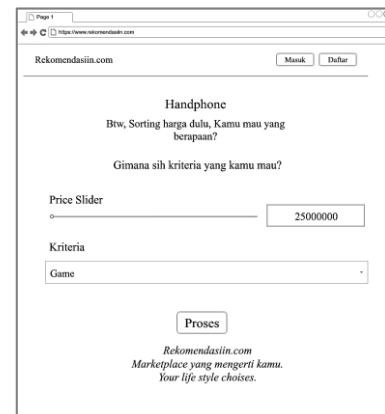 Page 1
https://www.rekomendasiin.com
Rekomendasiin.com
Masuk
Daftar
Handphone
Btw, Sorting harga dulu, Kamu mau yang
berapaan?
Gimana sih kriteria yang kamu mau?
Price Slider
25000000
Kriteria
Game
Proses
Rekomendasiin.com
Marketplace yang mengerti kamu.
Your life style choises.